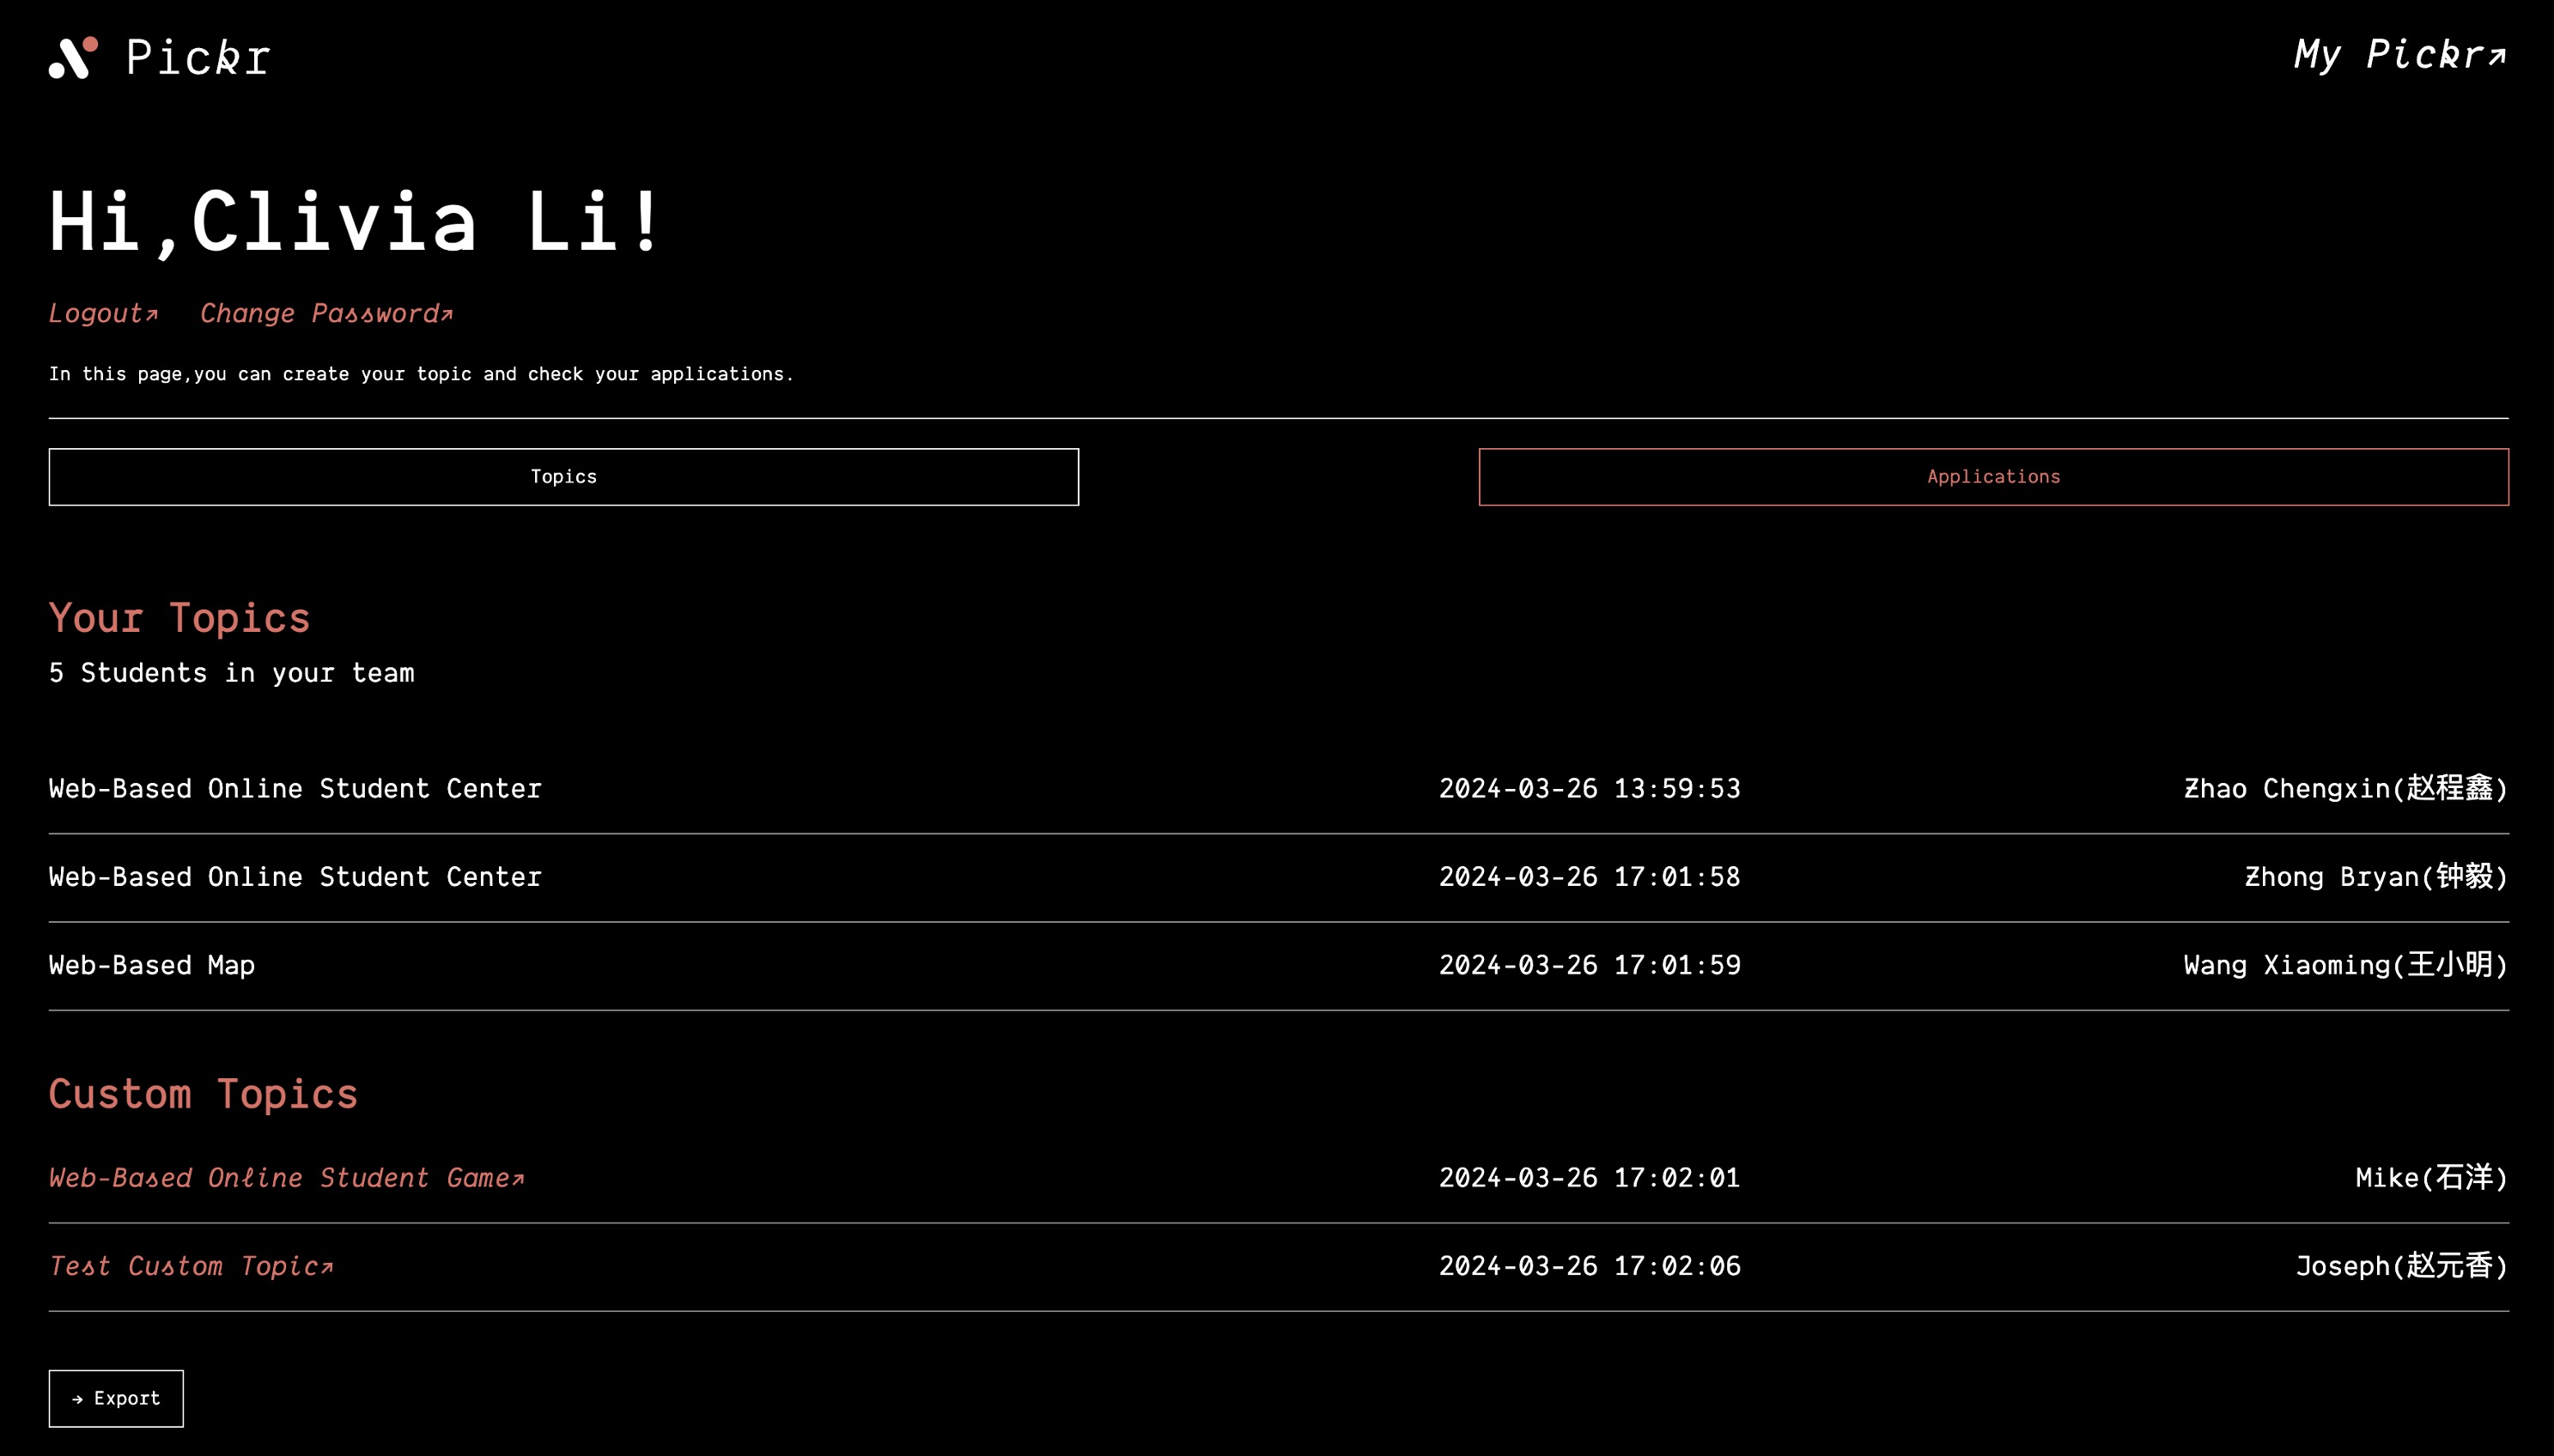 Pickr
My Pickr↗
Hi,Clivia Li!
Logout↗ Change Password↗
In this page,you can create your topic and check your applications.
Topics
Applications
Your Topics
5 Students in your team
Web-Based Online Student Center 2024-03-26 13:59:53 Zhao Chengxin(赵程鑫)
Web-Based Online Student Center 2024-03-26 17:01:58 Zhong Bryan(钟毅)
Web-Based Map 2024-03-26 17:01:59 Wang Xiaoming(王小明)
Custom Topics
Web-Based Online Student Game↗ 2024-03-26 17:02:01 Mike(石洋)
Test Custom Topic↗ 2024-03-26 17:02:06 Joseph(赵元香)
→ Export